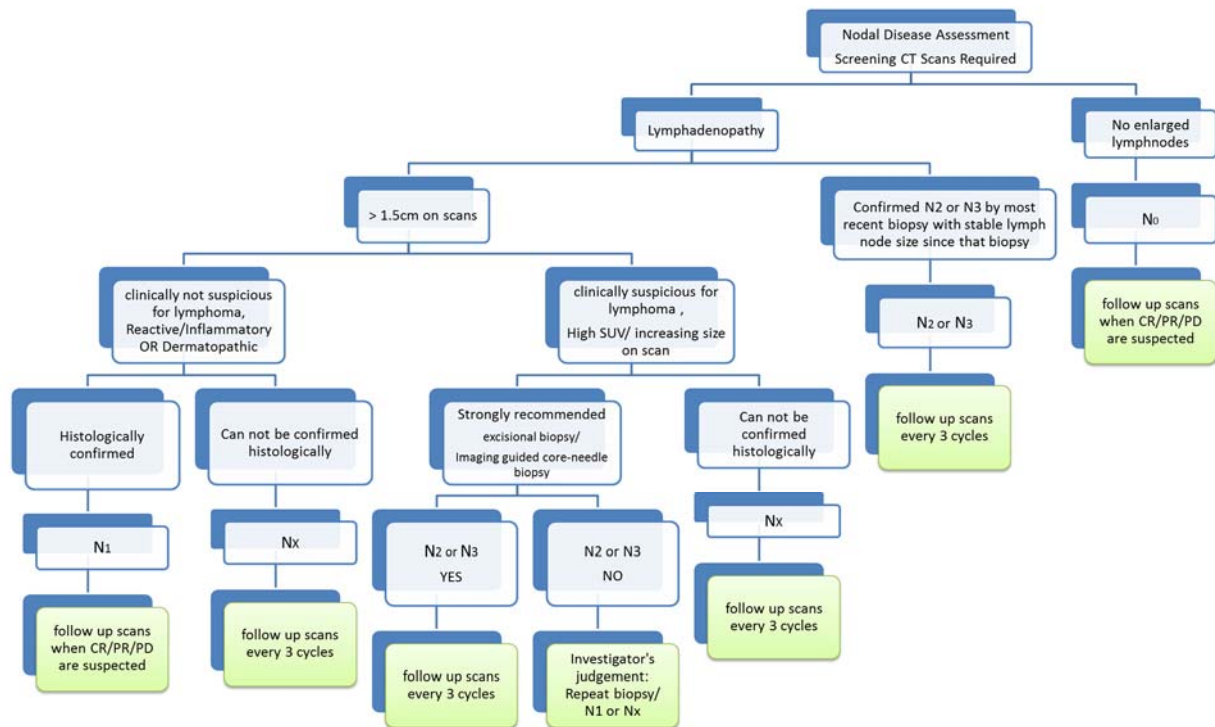 Nodal Disease Assessment
Screening CT Scans Required
Lymphadenopathy
No enlarged
lymphnodes
> 1.5cm on scans
Confirmed N2 or N3 by most
recent biopsy with stable lymph
node size since that biopsy
N0
clinically not suspicious
for lymphoma,
Reactive/Inflammatory
OR Dermatopathic
clinically suspicious for
lymphoma ,
High SUV/ increasing size
on scan
N2 or N3
follow up scans
when CR/PR/PD
are suspected
Histologically
confirmed
Can not be confirmed
histologically
Strongly recommended
excisional biopsy/
Imaging guided core-needle
biopsy
Can not be
confirmed
histologically
follow up scans
every 3 cycles
N1
Nx
N2 or N3
YES
N2 or N3
NO
Nx
follow up scans
when CR/PR/PD
are suspected
follow up scans
every 3 cycles
follow up scans
every 3 cycles
Investigator's
judgement:
Repeat biopsy/
N1 or Nx
follow up scans
every 3 cycles